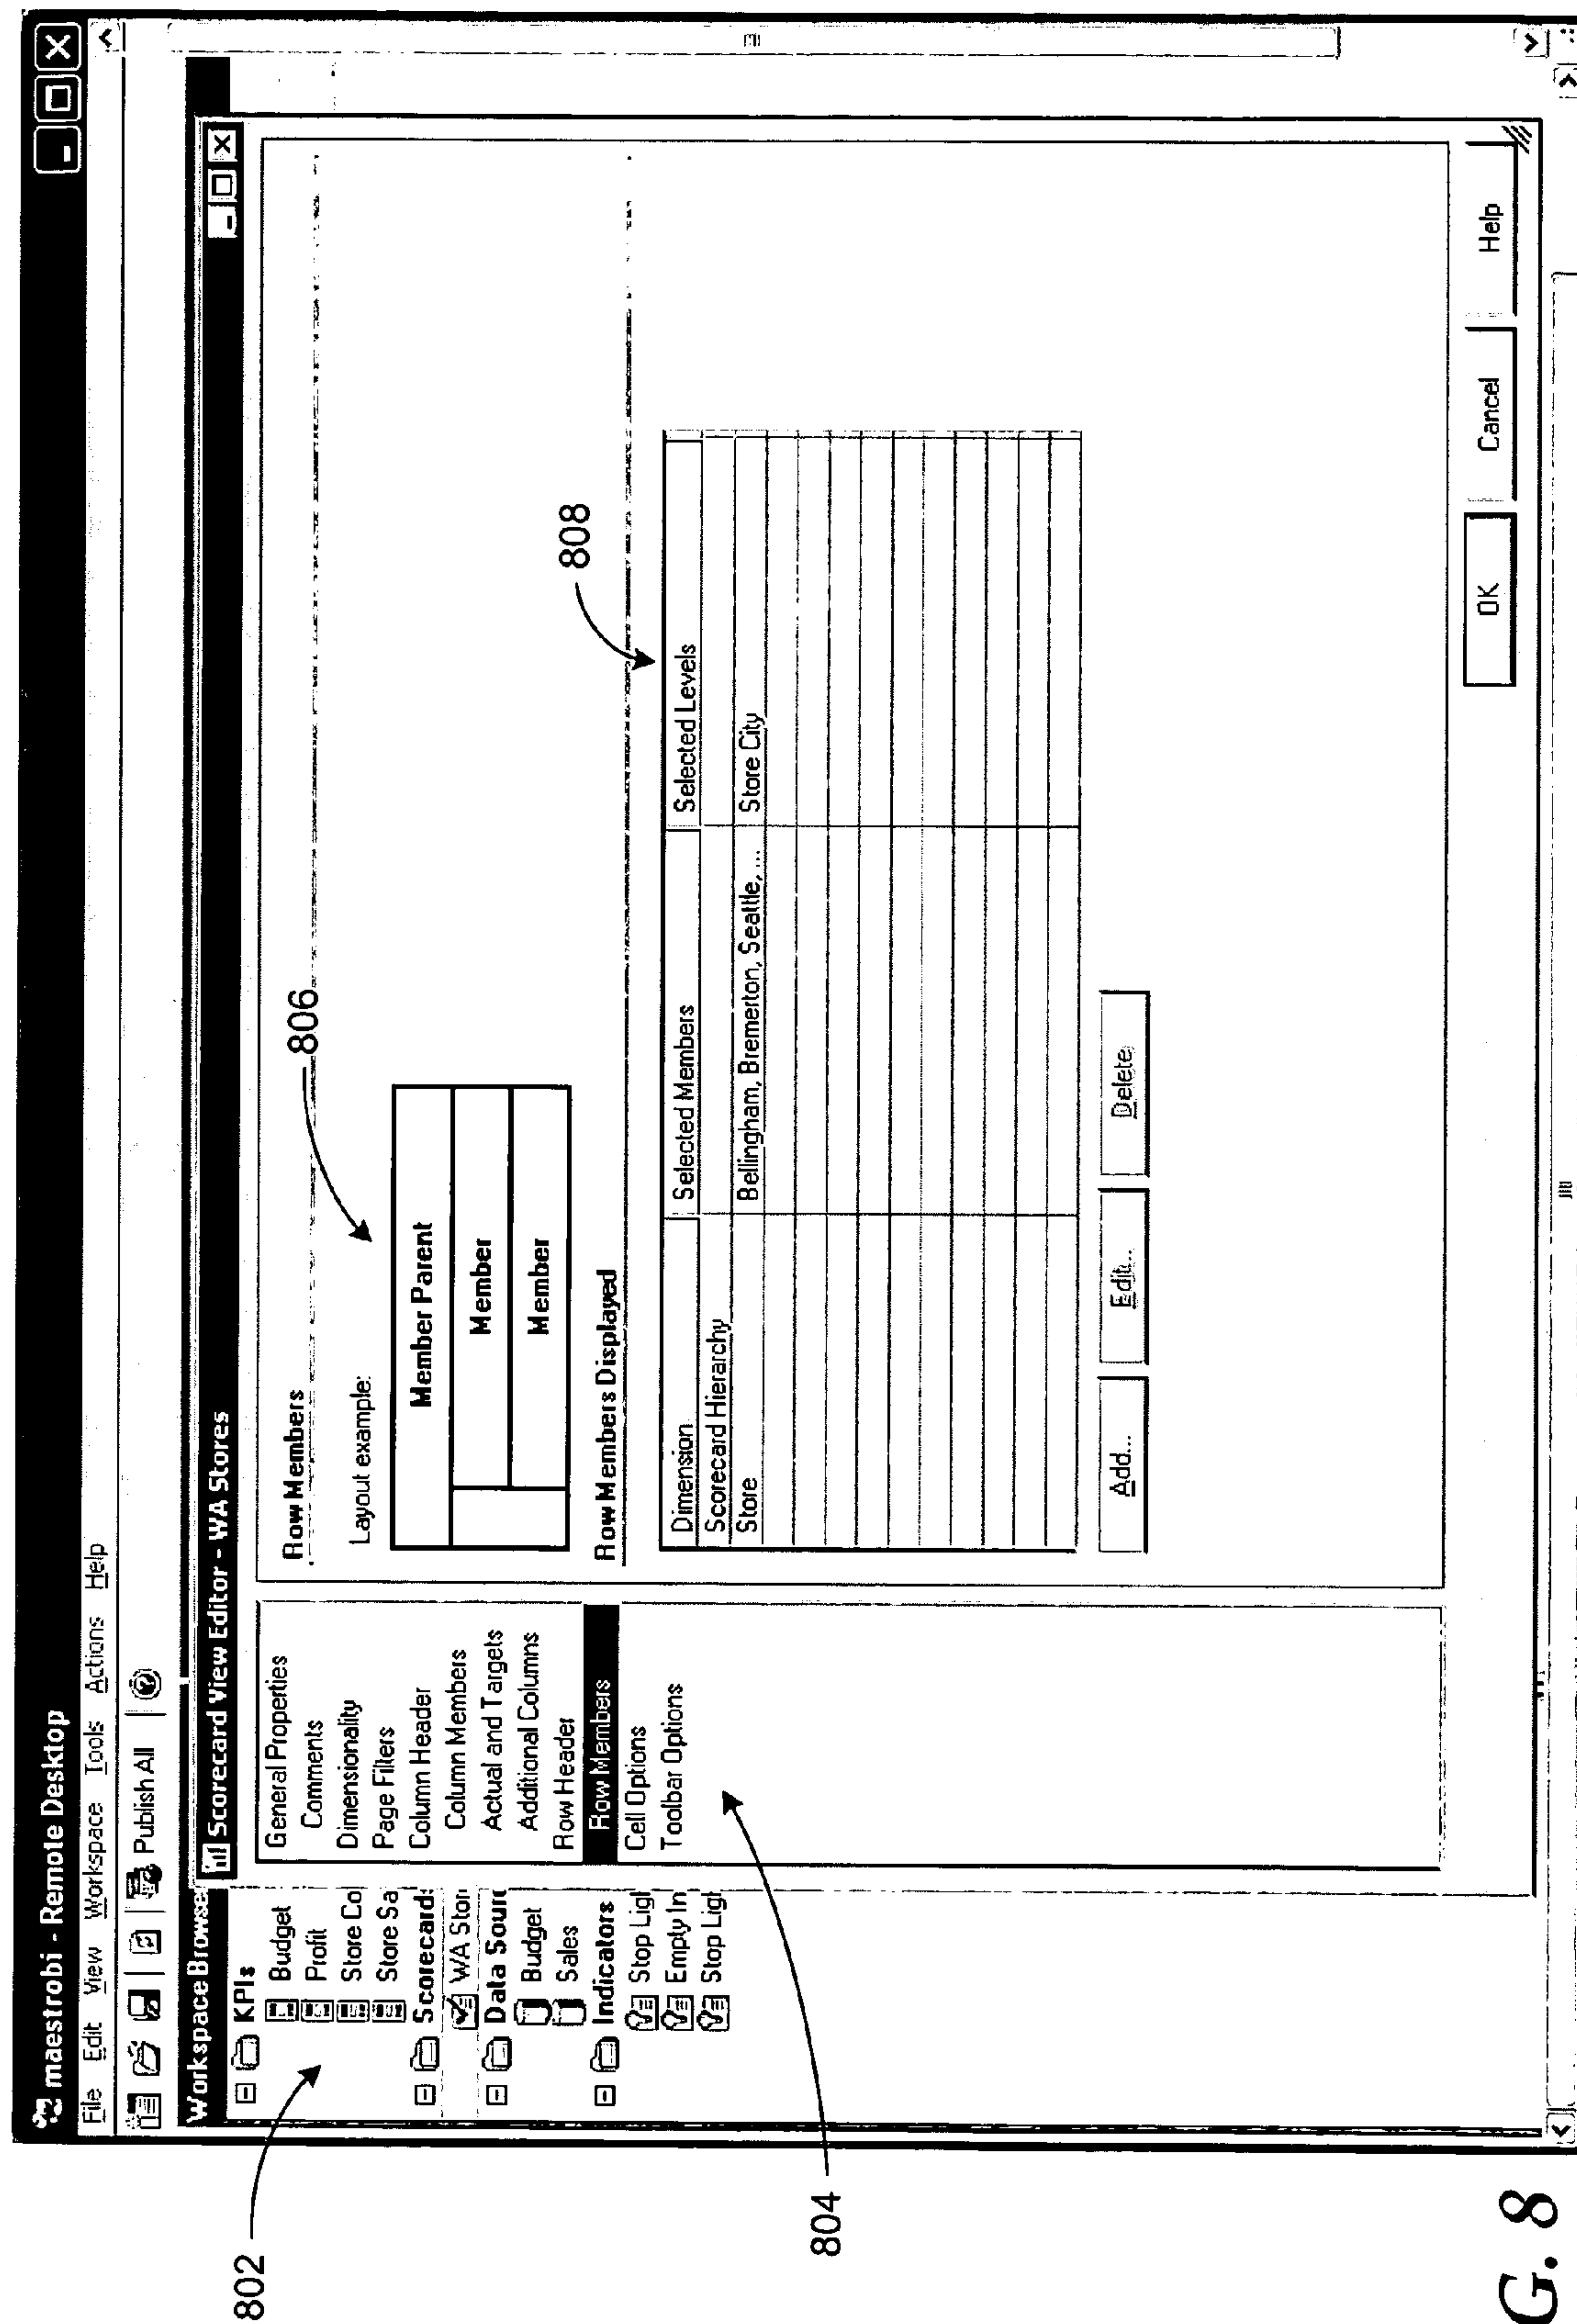 maestrobi - Remote Desktop
File Edit View Workspace Tools Actions Help
Publish All
Workspace Browse
KPIs
Budget
Profit
Store Co
Store Sa
Scorecard
WA Stor
Data Sour
Budget
Sales
Indicators
Stop Ligh
Empty In
Stop Ligh
Scorecard View Editor - WA Stores
General Properties
Comments
Dimensionality
Page Filters
Column Header
Column Members
Actual and Targets
Additional Columns
Row Header
Row Members
Cell Options
Toolbar Options
Row Members
Layout example:
Member Parent
Member
Member
Row Members Displayed
Dimension Selected Members Selected Levels
Scorecard Hierarchy
Store Bellingham, Bremerton, Seattle, ... Store City
Add... Edit... Delete
OK Cancel Help
802
804
806
808
G. 8